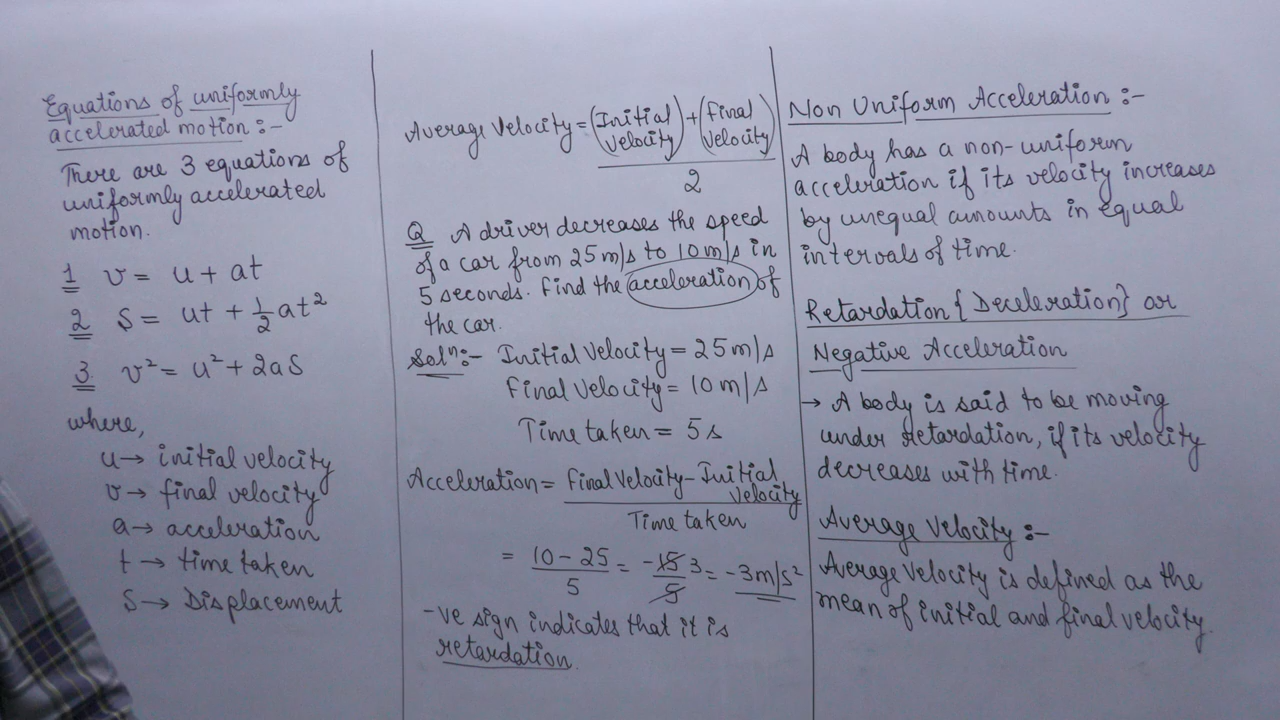 Equations of uniformly
accelerated motion:-
There are 3 equations of
uniformly accelerated
motion.
1 v = u + at
2 S = ut + 1/2 at²
3. v² = u² + 2aS
where,
u → initial velocity
v → final velocity
a → acceleration
t → time taken
S → Displacement
Average Velocity = (Initial Velocity) + (Final Velocity)
2
Q A driver decreases the speed
of a car from 25 m/s to 10 m/s in
5 seconds. Find the acceleration of
the car.
Solⁿ:- Initial Velocity = 25 m/s
Final Velocity = 10 m/s
Time taken = 5 s
Acceleration = Final Velocity - Initial Velocity
Time taken
= 10 - 25 / 5 = -15 3 / 5 = -3 m/s²
-ve sign indicates that it is
retardation.
Non Uniform Acceleration:-
A body has a non-uniform
acceleration if its velocity increases
by unequal amounts in equal
intervals of time.
Retardation {Deceleration} or
Negative Acceleration
→ A body is said to be moving
under retardation, if its velocity
decreases with time.
Average Velocity:-
Average Velocity is defined as the
mean of initial and final velocity.